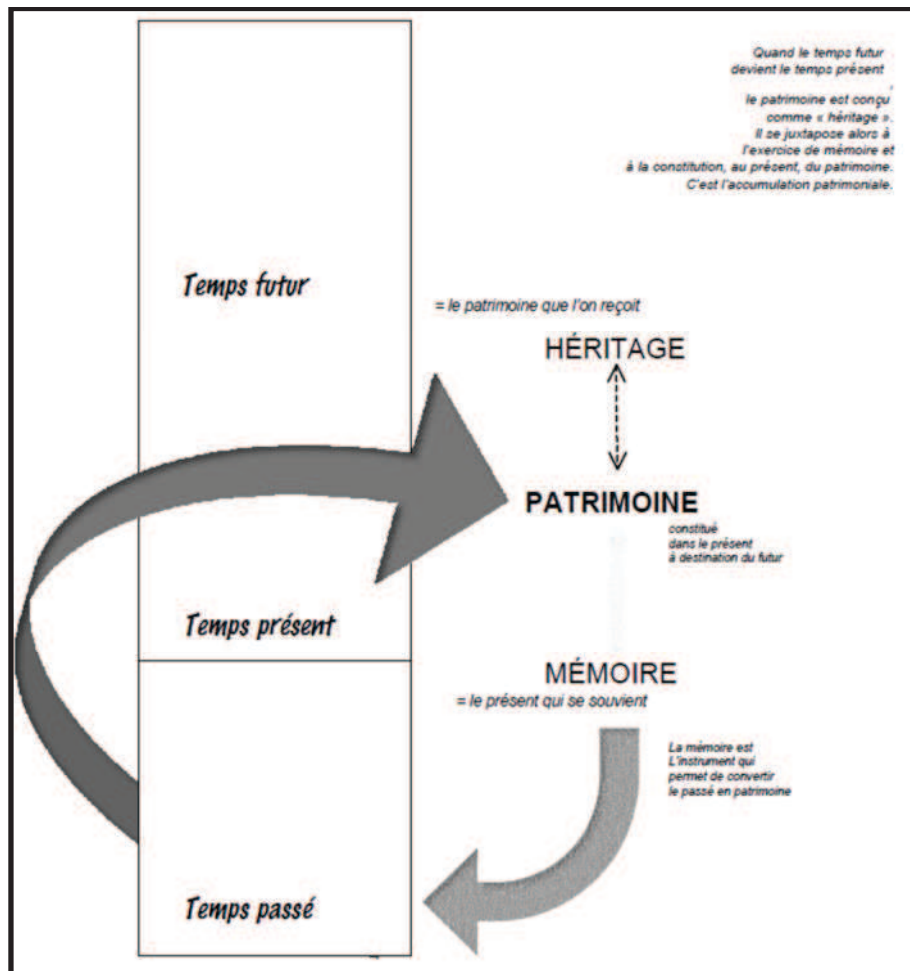 Quand le temps futur
devient le temps présent
,
le patrimoine est conçu
comme « héritage ».
Il se juxtapose alors à
l'exercice de mémoire et
à la constitution, au présent, du patrimoine.
C'est l'accumulation patrimoniale.
Temps futur
= le patrimoine que l'on reçoit
HÉRITAGE
PATRIMOINE
constitué
dans le présent
à destination du futur
Temps présent
MÉMOIRE
= le présent qui se souvient
La mémoire est
L'instrument qui
permet de convertir
le passé en patrimoine
Temps passé